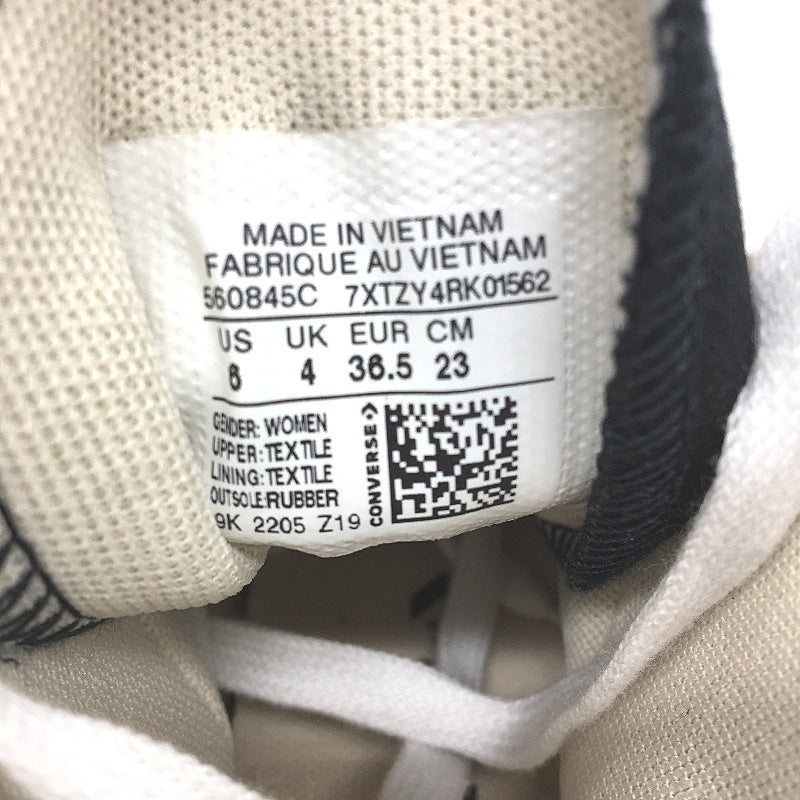 MADE IN VIETNAM
FABRIQUE AU VIETNAM
560845C 7XTZY4RK01562
US UK EUR CM
6 4 36.5 23
GENDER: WOMEN
UPPER: TEXTILE
LINING: TEXTILE
OUTSOLE: RUBBER
9K 2205 Z19
CONVERSE